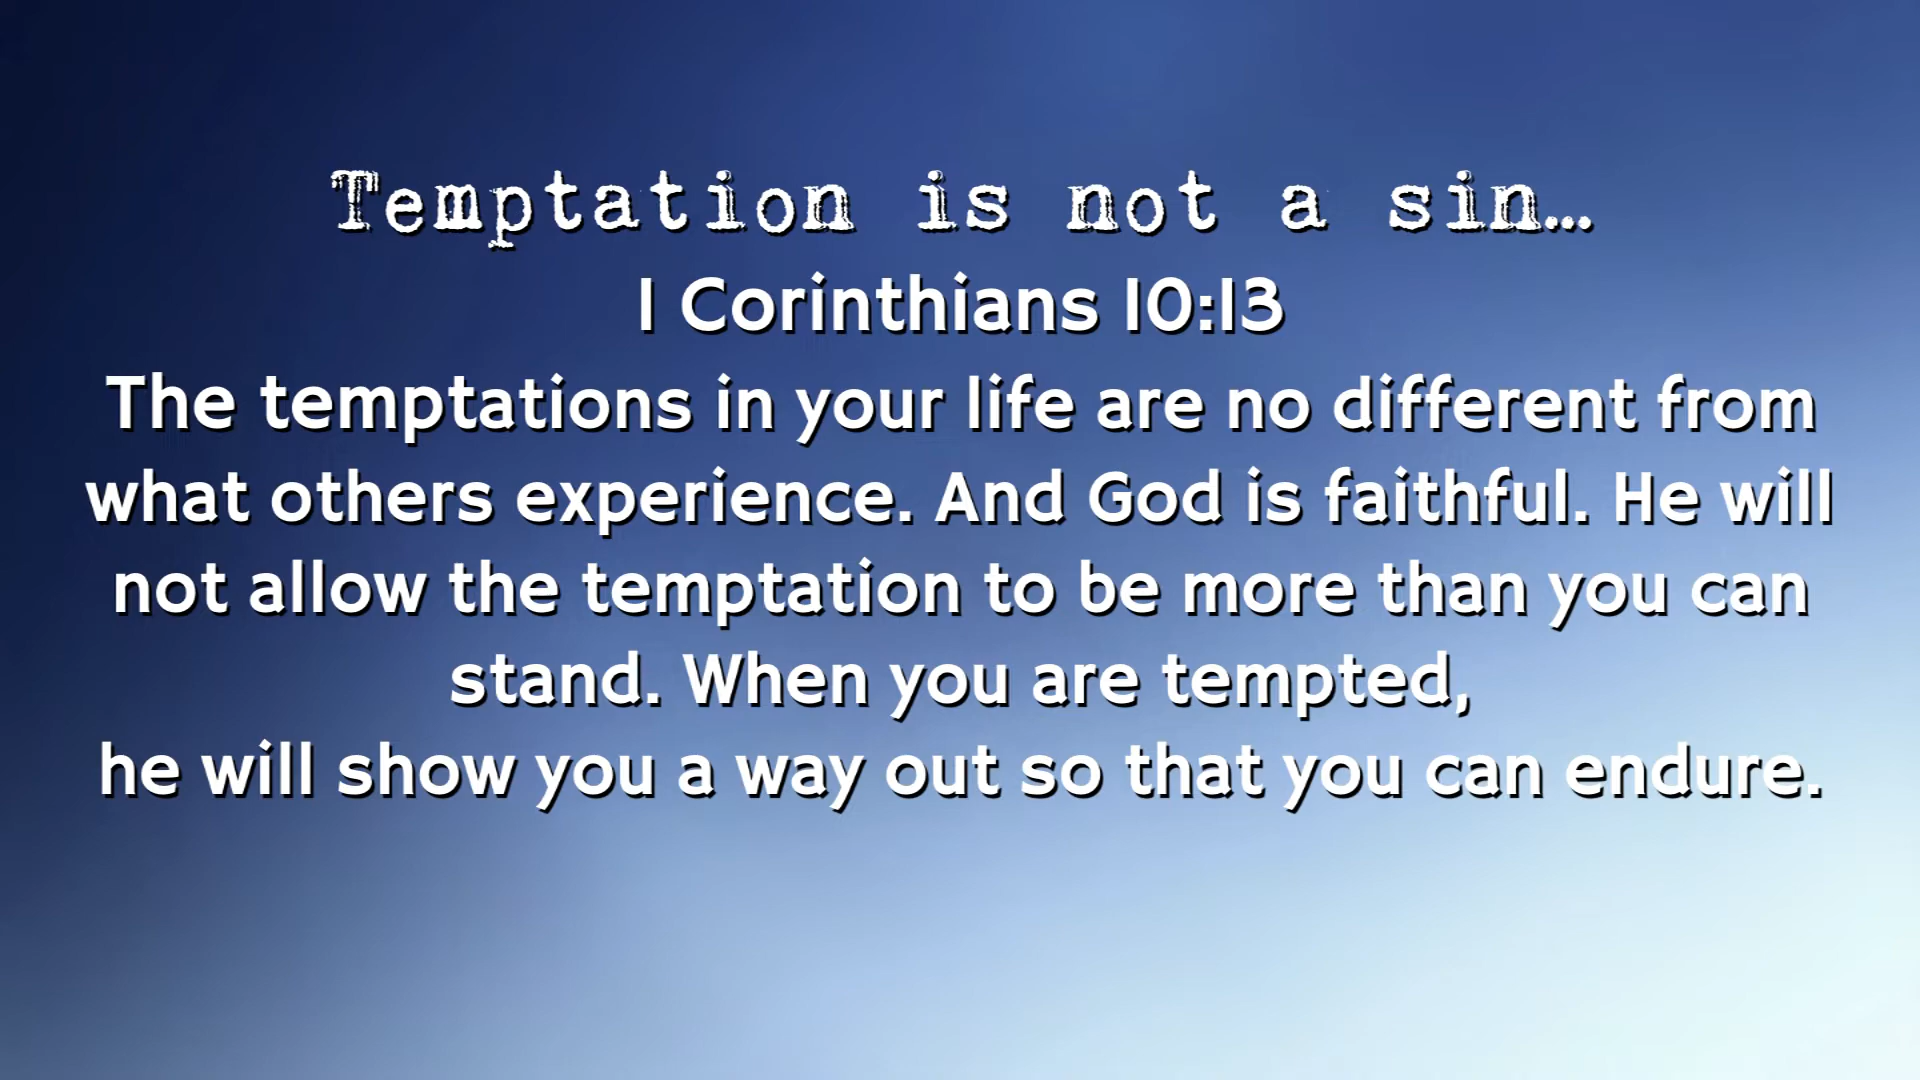 Temptation is not a sin...
1 Corinthians 10:13
The temptations in your life are no different from
what others experience. And God is faithful. He will
not allow the temptation to be more than you can
stand. When you are tempted,
he will show you a way out so that you can endure.